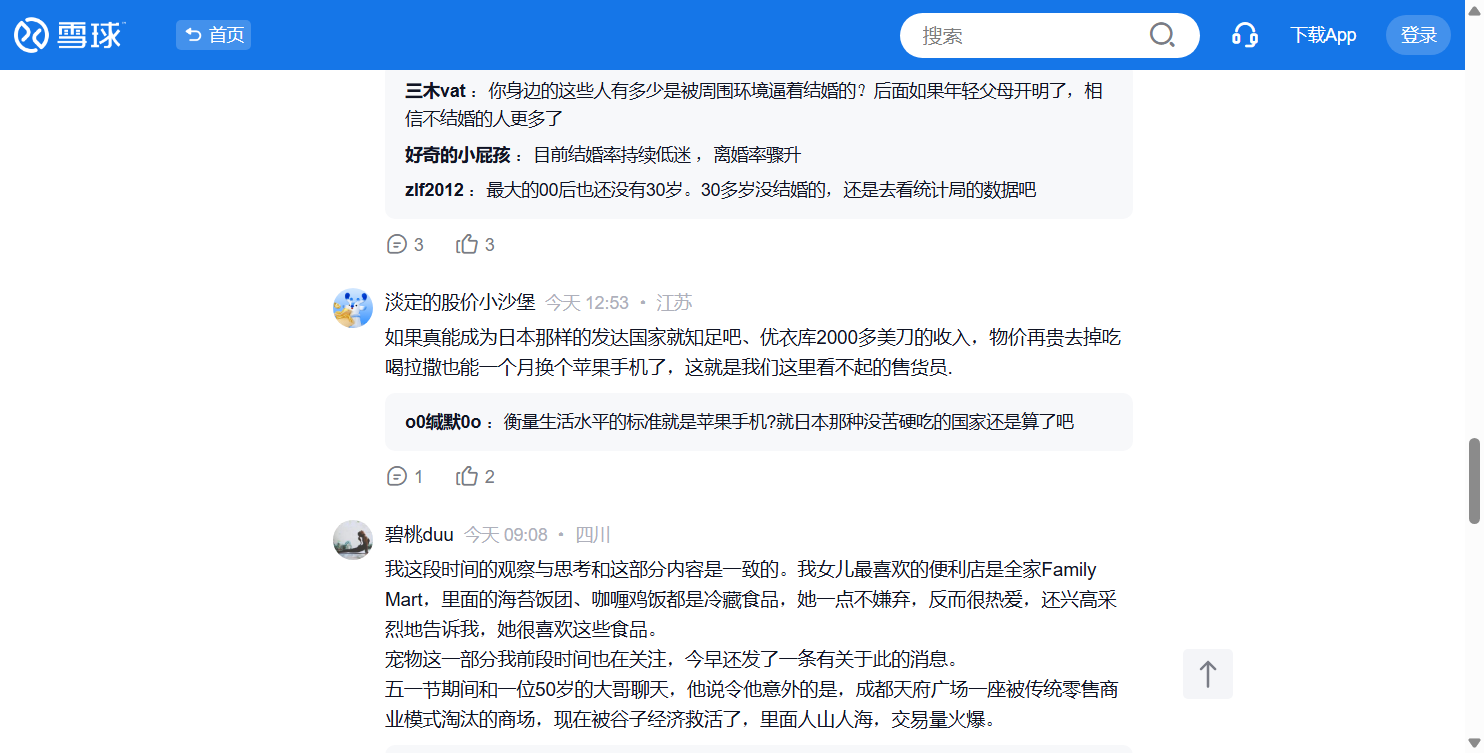 雪球
首页
搜索
下载App
登录
三木vat： 你身边的这些人有多少是被周围环境逼着结婚的？后面如果年轻父母开明了，相
信不结婚的人更多了
好奇的小屁孩： 目前结婚率持续低迷 ，离婚率骤升
zlf2012： 最大的00后也还没有30岁。30多岁没结婚的，还是去看统计局的数据吧
3 3
淡定的股价小沙堡 今天 12:53 · 江苏
如果真能成为日本那样的发达国家就知足吧、优衣库2000多美刀的收入，物价再贵去掉吃
喝拉撒也能一个月换个苹果手机了，这就是我们这里看不起的售货员.
o0缄默0o： 衡量生活水平的标准就是苹果手机?就日本那种没苦硬吃的国家还是算了吧
1 2
碧桃duu 今天 09:08 · 四川
我这段时间的观察与思考和这部分内容是一致的。我女儿最喜欢的便利店是全家Family
Mart，里面的海苔饭团、咖喱鸡饭都是冷藏食品，她一点不嫌弃，反而很热爱，还兴高采
烈地告诉我，她很喜欢这些食品。
宠物这一部分我前段时间也在关注，今早还发了一条有关于此的消息。
五一节期间和一位50岁的大哥聊天，他说令他意外的是，成都天府广场一座被传统零售商
业模式淘汰的商场，现在被谷子经济救活了，里面人山人海，交易量火爆。